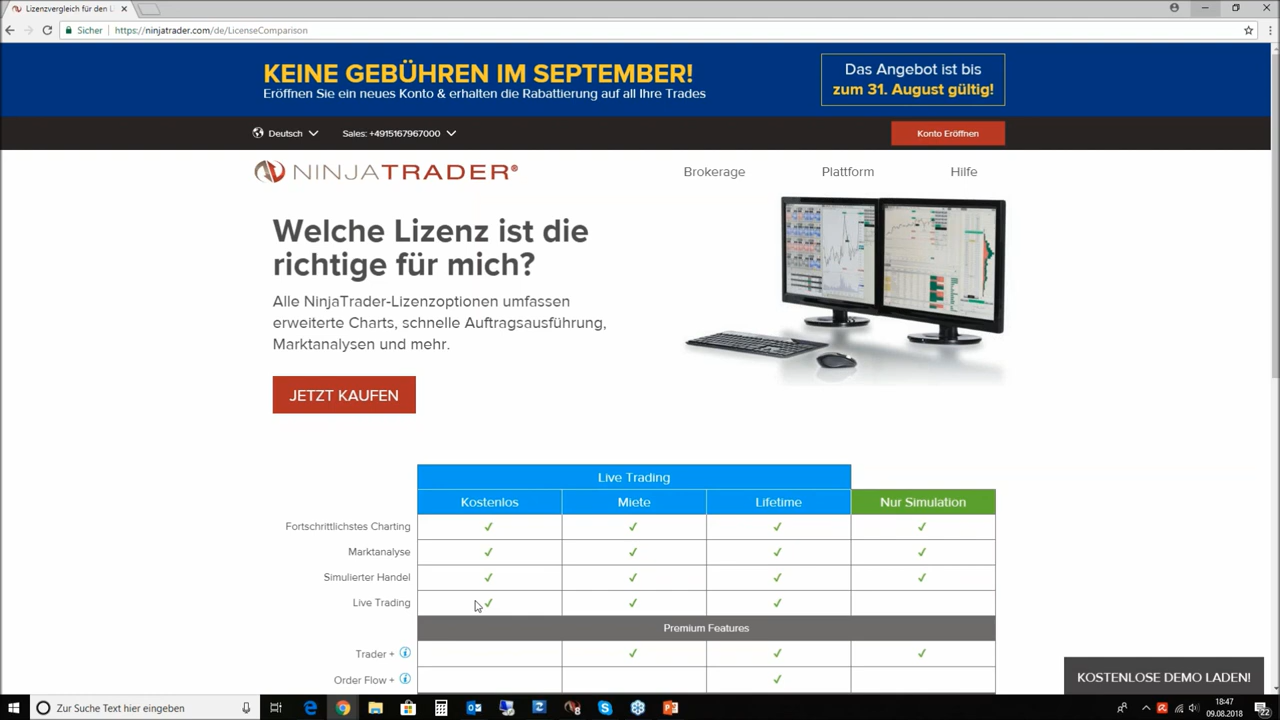 Lizenzvergleich für den L
Sicher
https://ninjatrader.com/de/LicenseComparison
KEINE GEBÜHREN IM SEPTEMBER!
Eröffnen Sie ein neues Konto & erhalten die Rabattierung auf all Ihre Trades
Das Angebot ist bis
zum 31. August gültig!
Deutsch
Sales: +4915167967000
Konto Eröffnen
NINJATRADER®
Brokerage
Plattform
Hilfe
Welche Lizenz ist die
richtige für mich?
Alle NinjaTrader-Lizenzoptionen umfassen
erweiterte Charts, schnelle Auftragsausführung,
Marktanalysen und mehr.
JETZT KAUFEN
Live Trading
Kostenlos
Miete
Lifetime
Nur Simulation
Fortschrittlichstes Charting
Marktanalyse
Simulierter Handel
Live Trading
Premium Features
Trader +
Order Flow +
KOSTENLOSE DEMO LADEN!
Zur Suche Text hier eingeben
18:47
09.08.2018
22